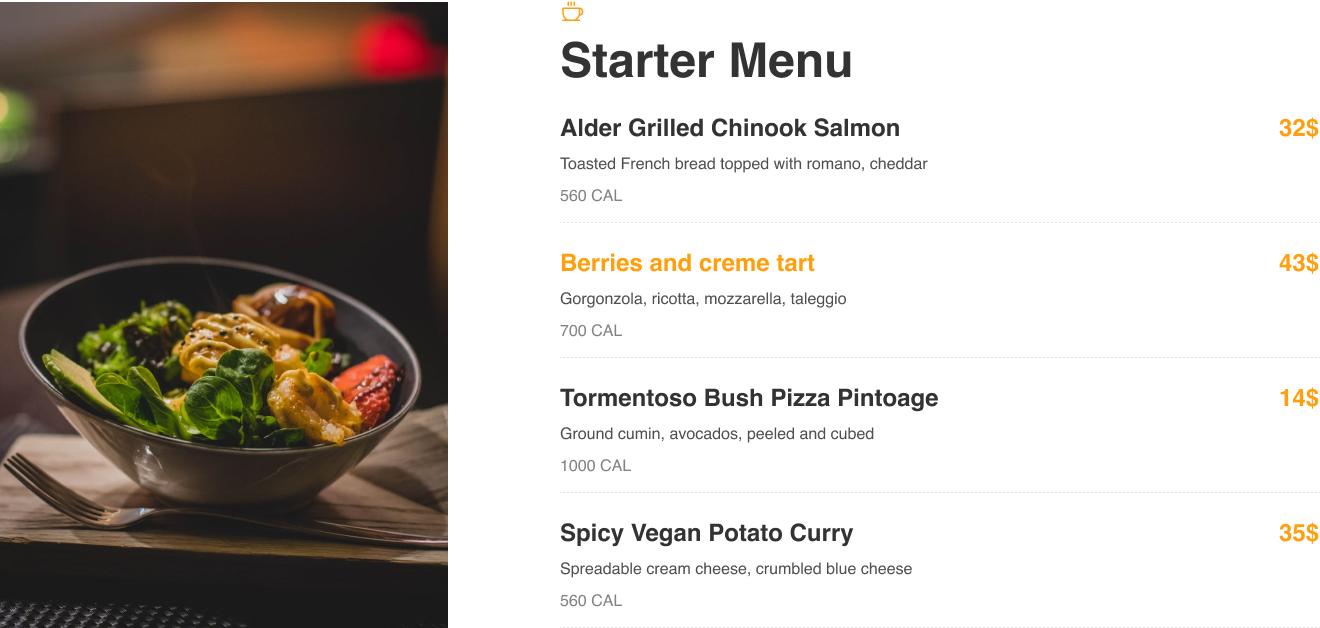 Starter Menu
Alder Grilled Chinook Salmon 32$
Toasted French bread topped with romano, cheddar
560 CAL
Berries and creme tart 43$
Gorgonzola, ricotta, mozzarella, taleggio
700 CAL
Tormentoso Bush Pizza Pintoage 14$
Ground cumin, avocados, peeled and cubed
1000 CAL
Spicy Vegan Potato Curry 35$
Spreadable cream cheese, crumbled blue cheese
560 CAL